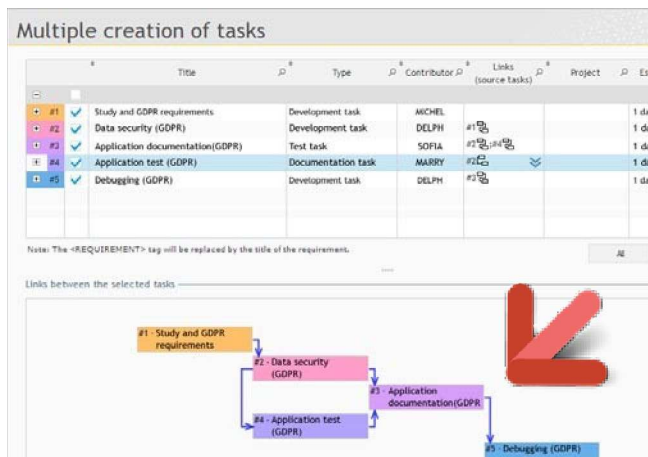 Multiple creation of tasks
Title Type Contributor Links Project Es
(source tasks)
#1 Study and GDPR requirements Development task MICHEL 1 da
#2 Data security (GDPR) Development task DELPH #1 1 da
#3 Application documentation(GDPR) Test task SOFIA #2 ;#4 1 da
#4 Application test (GDPR) Documentation task MARRY #2 1 da
#5 Debugging (GDPR) Development task DELPH #3 1 da
Note: The <REQUIREMENT> tag will be replaced by the title of the requirement.
All
Links between the selected tasks
#1 - Study and GDPR
requirements
#2 - Data security
(GDPR)
#3 - Application
documentation(GDPR
#4 - Application test
(GDPR)
#5 - Debugging (GDPR)